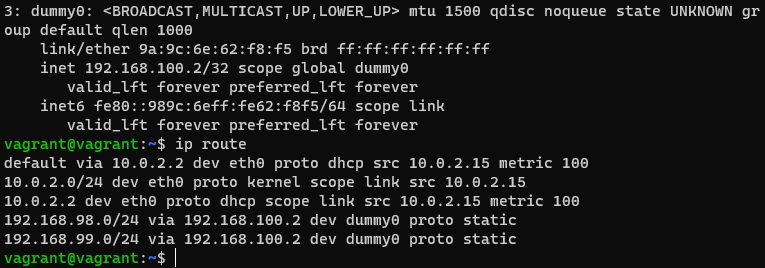 3: dummy0: <BROADCAST,MULTICAST,UP,LOWER_UP> mtu 1500 qdisc noqueue state UNKNOWN gr
oup default qlen 1000
    link/ether 9a:9c:6e:62:f8:f5 brd ff:ff:ff:ff:ff:ff
    inet 192.168.100.2/32 scope global dummy0
       valid_lft forever preferred_lft forever
    inet6 fe80::989c:6eff:fe62:f8f5/64 scope link
       valid_lft forever preferred_lft forever
vagrant@vagrant:~$ ip route
default via 10.0.2.2 dev eth0 proto dhcp src 10.0.2.15 metric 100
10.0.2.0/24 dev eth0 proto kernel scope link src 10.0.2.15
10.0.2.2 dev eth0 proto dhcp scope link src 10.0.2.15 metric 100
192.168.98.0/24 via 192.168.100.2 dev dummy0 proto static
192.168.99.0/24 via 192.168.100.2 dev dummy0 proto static
vagrant@vagrant:~$